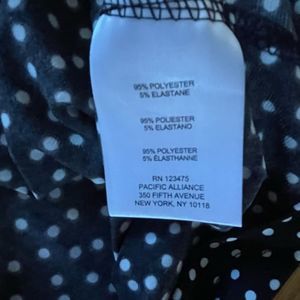 95% POLYESTER
5% ELASTANE
95% POLIESTER
5% ELASTANO
95% POLYESTER
5% ELASTHANNE
RN 123475
PACIFIC ALLIANCE
350 FIFTH AVENUE
NEW YORK, NY 10118